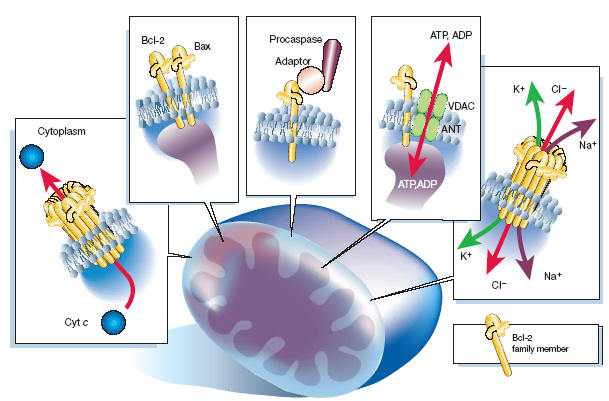 Cytoplasm
Cyt c
Bcl-2
Bax
Procaspase
Adaptor
ATP, ADP
VDAC
ANT
ATP,ADP
K+
Cl–
Na+
K+
Cl–
Na+
Bcl-2
family member